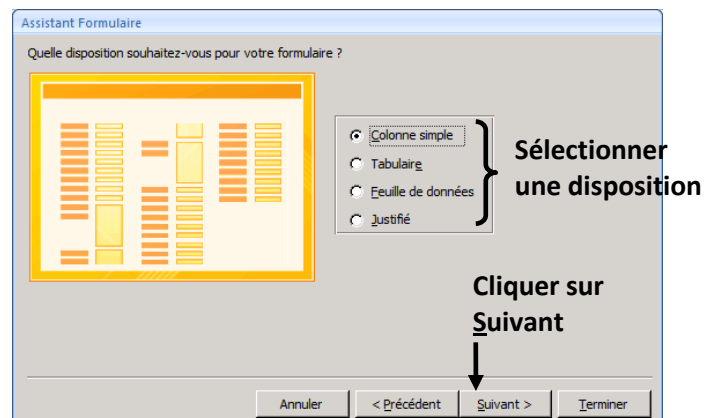 Assistant Formulaire
Quelle disposition souhaitez-vous pour votre formulaire ?
Colonne simple
Tabulaire
Feuille de données
Justifié
Sélectionner
une disposition
Cliquer sur
Suivant
Annuler
< Précédent
Suivant >
Terminer